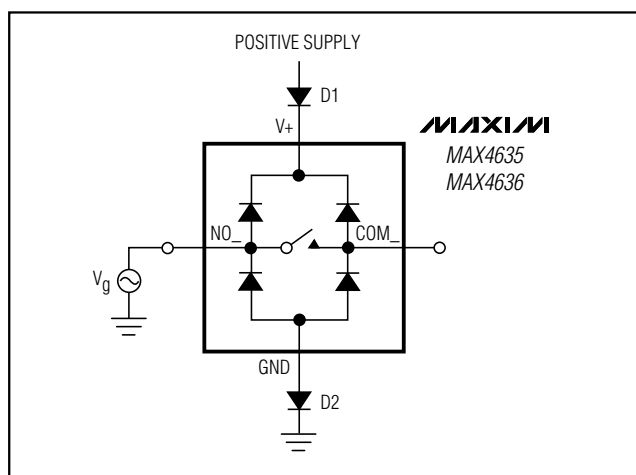 POSITIVE SUPPLY
D1
V+
MAXIM
MAX4635
MAX4636
NO_
COM_
Vg
GND
D2